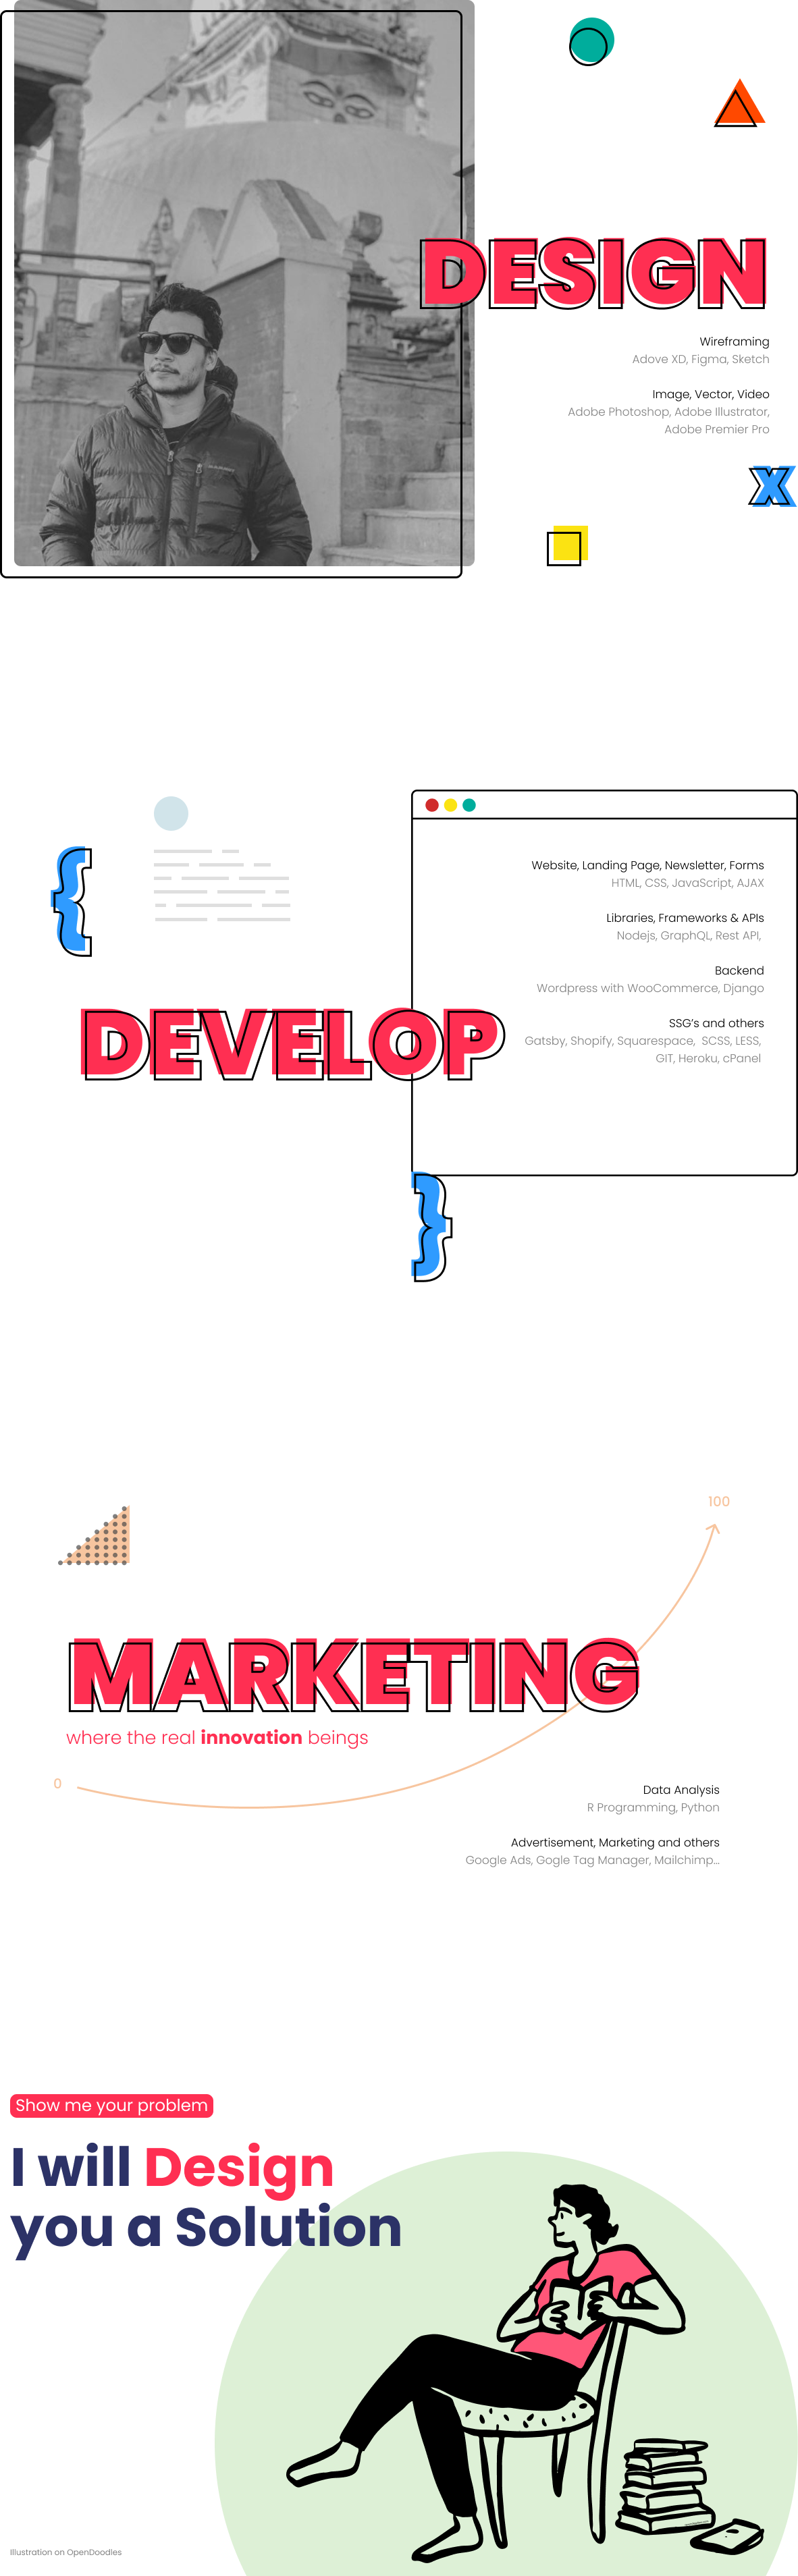 DESIGN
Wireframing
Adove XD, Figma, Sketch
Image, Vector, Video
Adobe Photoshop, Adobe Illustrator,
Adobe Premier Pro
X
{
Website, Landing Page, Newsletter, Forms
HTML, CSS, JavaScript, AJAX
Libraries, Frameworks & APIs
Nodejs, GraphQL, Rest API,
Backend
Wordpress with WooCommerce, Django
SSG’s and others
Gatsby, Shopify, Squarespace, SCSS, LESS,
GIT, Heroku, cPanel
DEVELOP
}
100
MARKETING
where the real innovation beings
0
Data Analysis
R Programming, Python
Advertisement, Marketing and others
Google Ads, Gogle Tag Manager, Mailchimp...
Show me your problem
I will Design
you a Solution
Illustration on OpenDoodles